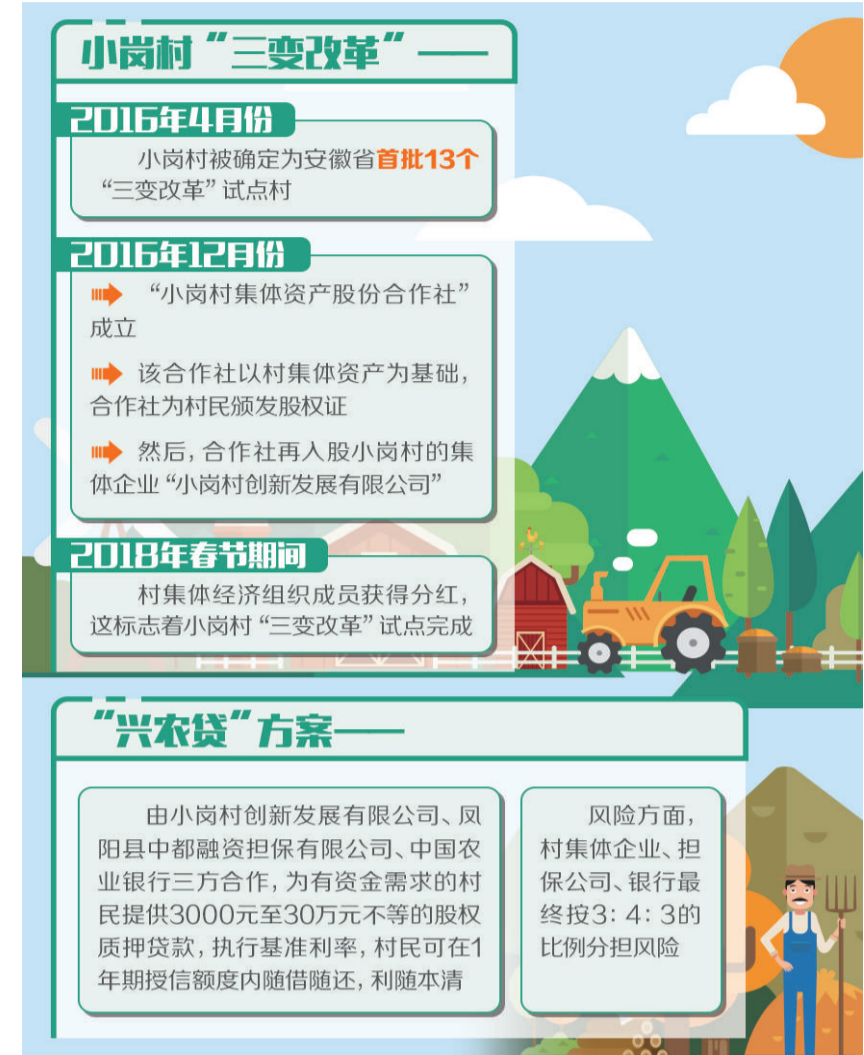 小岗村“三变改革”——
2016年4月份
小岗村被确定为安徽省首批13个
“三变改革”试点村
2016年12月份
“小岗村集体资产股份合作社”
成立
该合作社以村集体资产为基础，
合作社为村民颁发股权证
然后，合作社再入股小岗村的集
体企业“小岗村创新发展有限公司”
2018年春节期间
村集体经济组织成员获得分红，
这标志着小岗村“三变改革”试点完成
“兴农贷”方案——
由小岗村创新发展有限公司、凤
阳县中都融资担保有限公司、中国农
业银行三方合作，为有资金需求的村
民提供3000元至30万元不等的股权
质押贷款，执行基准利率，村民可在1
年期授信额度内随借随还，利随本清
风险方面，
村集体企业、担
保公司、银行最
终按3：4：3的
比例分担风险